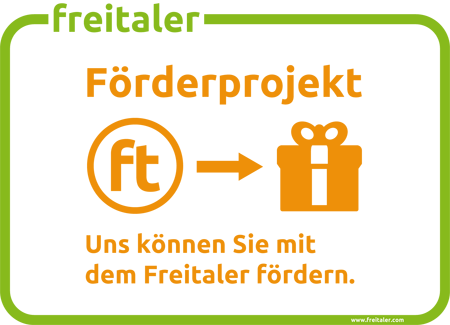 freitaler
Förderprojekt
ft
Uns können Sie mit
dem Freitaler fördern.
www.freitaler.com